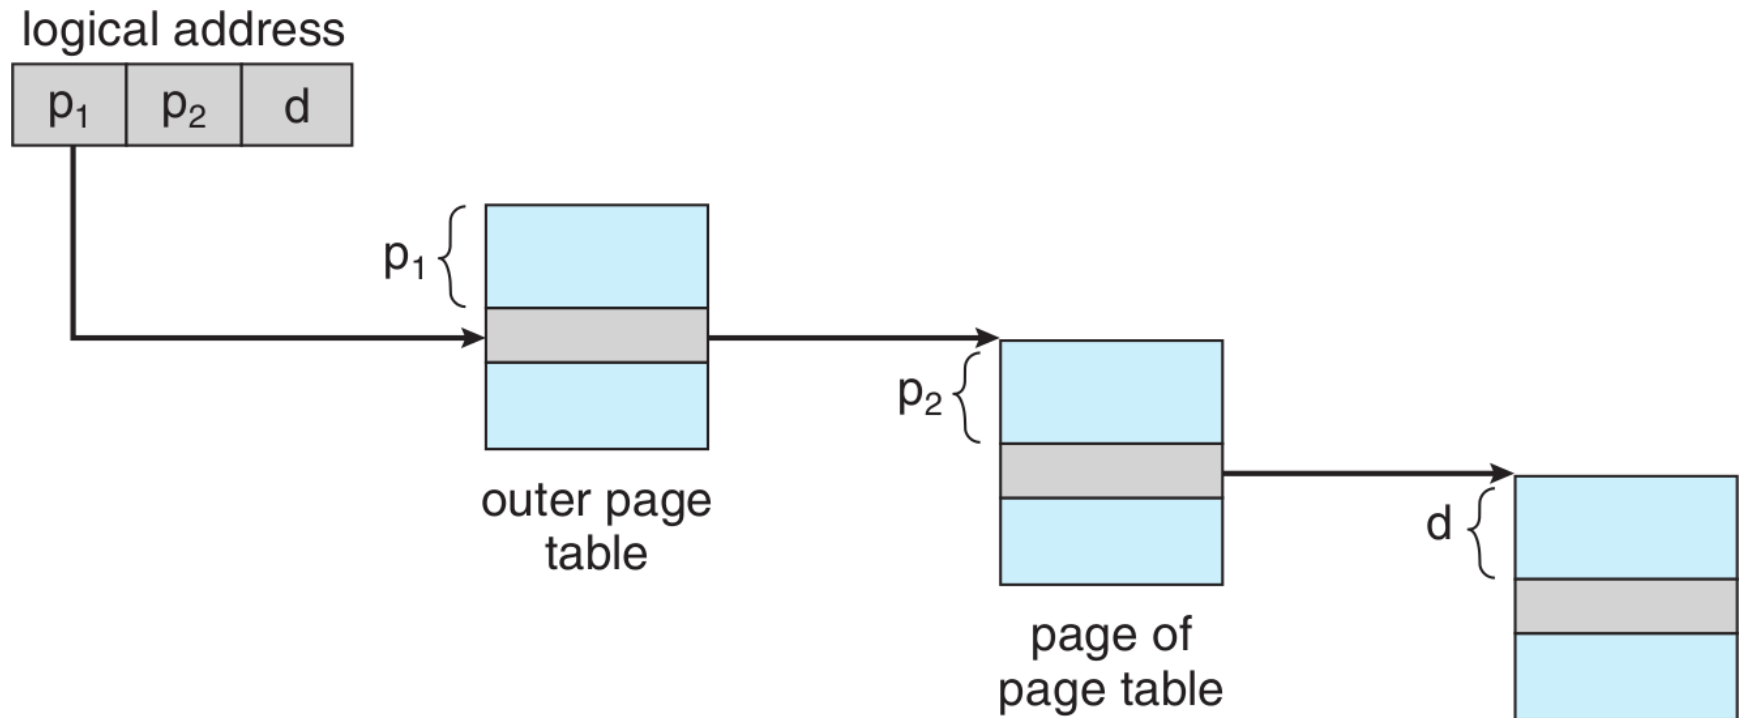 logical address
p₁ p₂ d
p₁
outer page
table
p₂
page of
page table
d